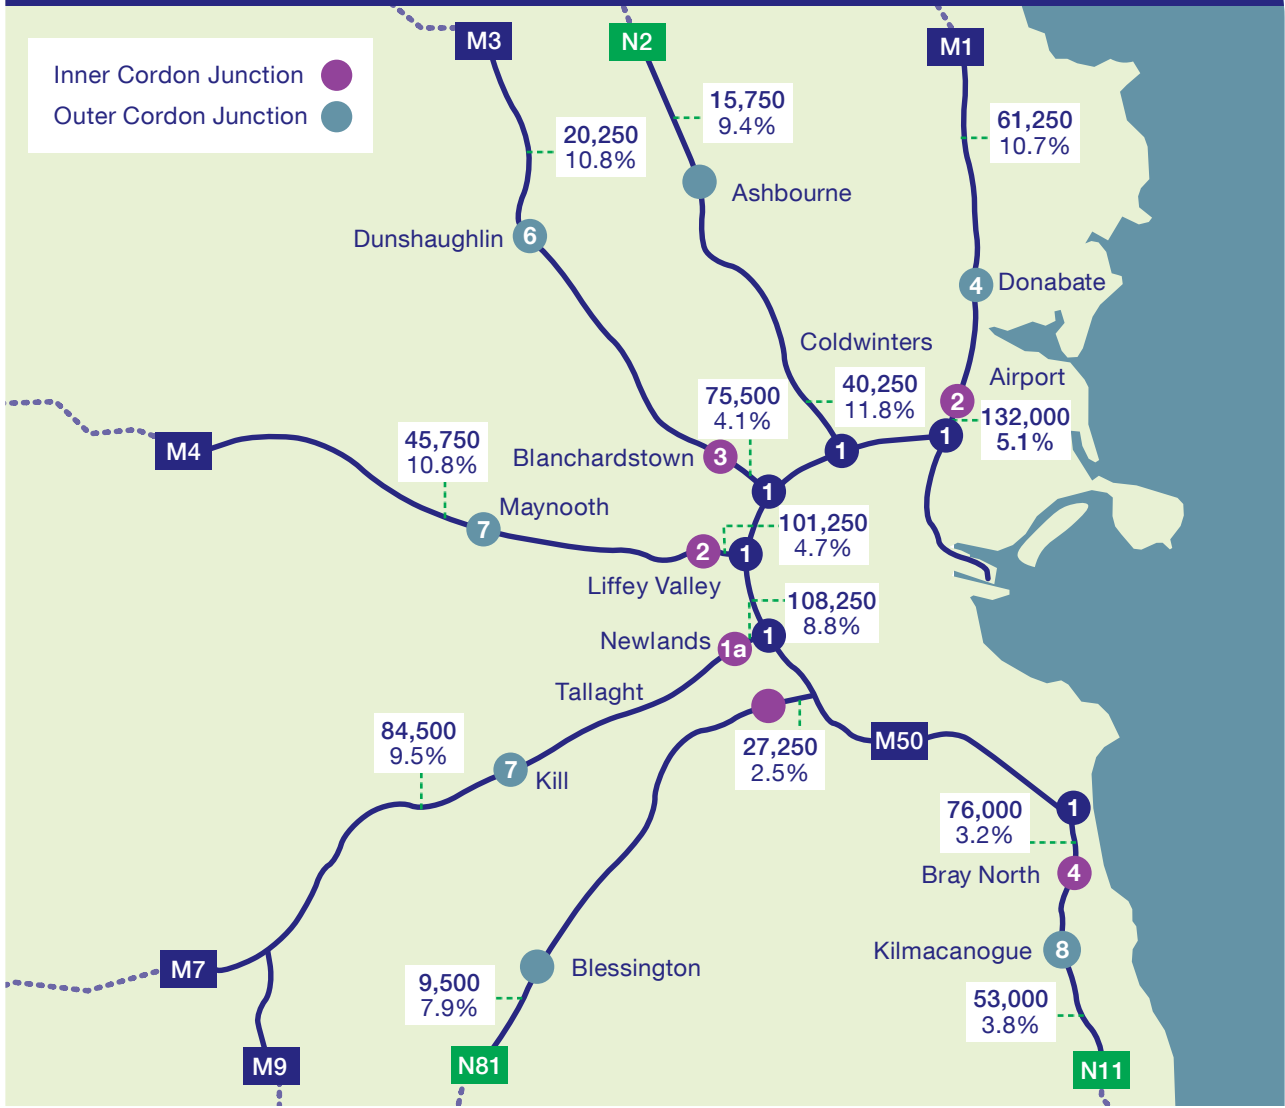 M3
N2
M1
Inner Cordon Junction
Outer Cordon Junction
15,750
9.4%
20,250
10.8%
61,250
10.7%
Ashbourne
Dunshaughlin
6
4
Donabate
Coldwinters
Airport
75,500
4.1%
40,250
11.8%
2
132,000
5.1%
1
M4
45,750
10.8%
Blanchardstown
3
1
1
Maynooth
7
101,250
4.7%
2
1
Liffey Valley
108,250
8.8%
Newlands
1a
1
Tallaght
84,500
9.5%
27,250
2.5%
M50
7
Kill
76,000
3.2%
1
Bray North
4
Kilmacanogue
8
M7
Blessington
9,500
7.9%
53,000
3.8%
M9
N81
N11